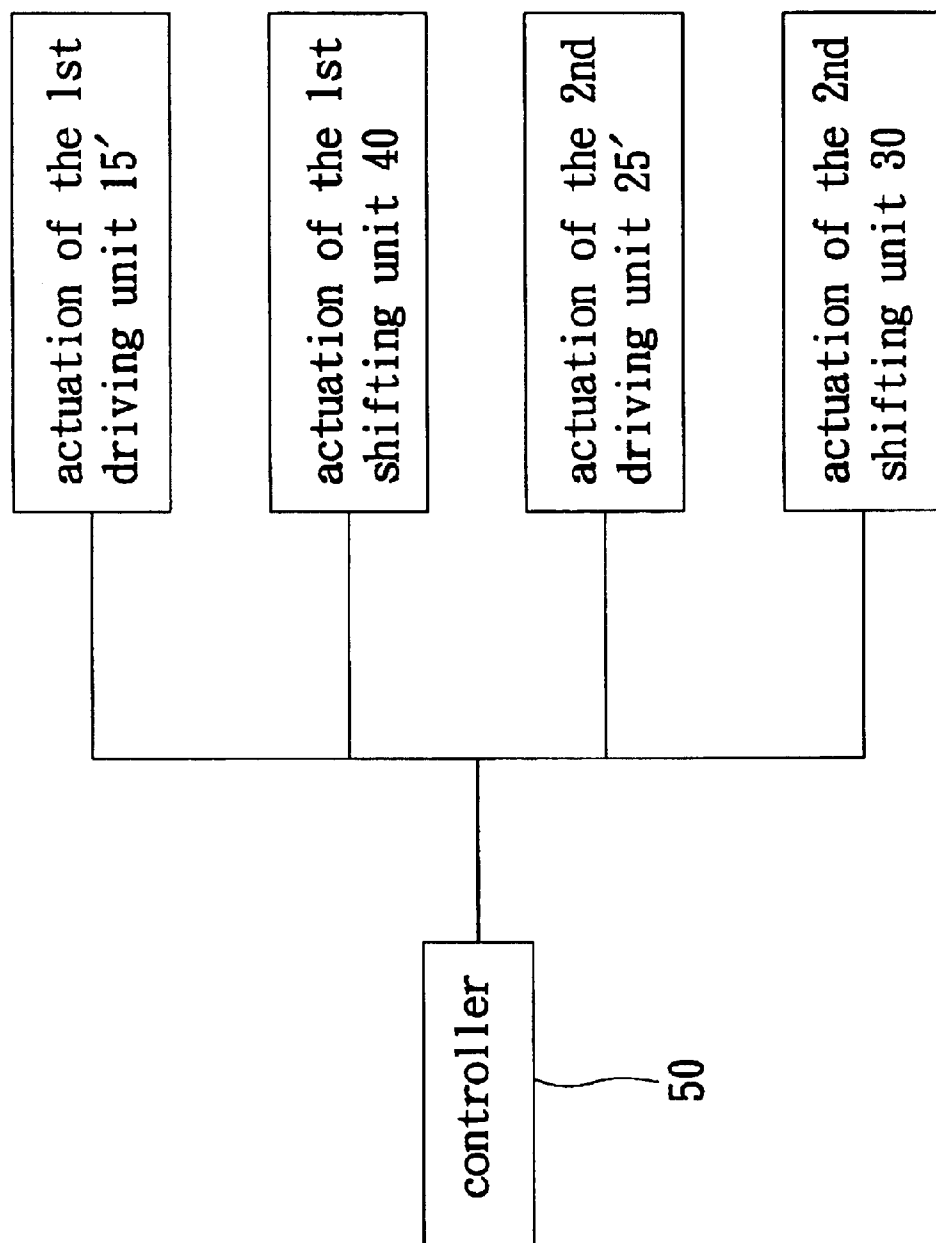 actuation of the 1st
driving unit 15′
actuation of the 1st
shifting unit 40
actuation of the 2nd
driving unit 25′
actuation of the 2nd
shifting unit 30
controller
50